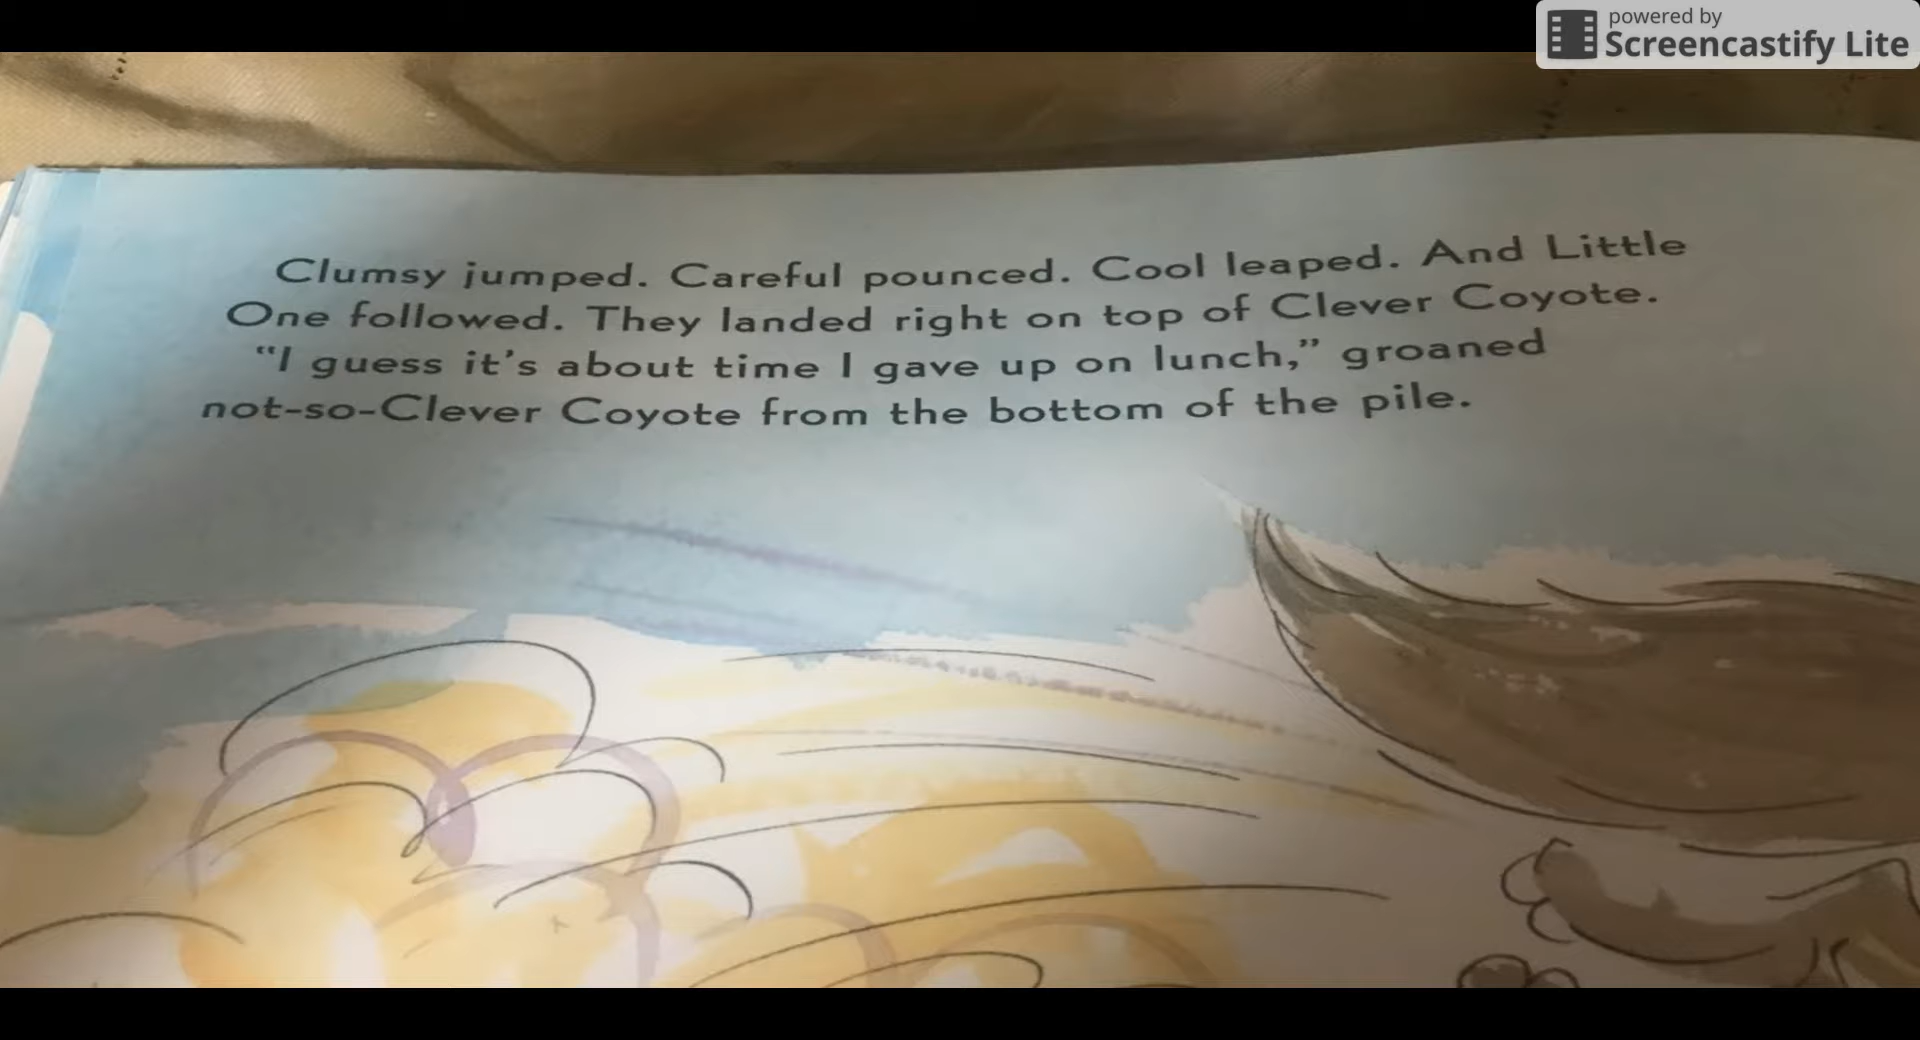 powered by
Screencastify Lite
Clumsy jumped. Careful pounced. Cool leaped. And Little
One followed. They landed right on top of Clever Coyote.
“I guess it’s about time I gave up on lunch,” groaned
not-so-Clever Coyote from the bottom of the pile.